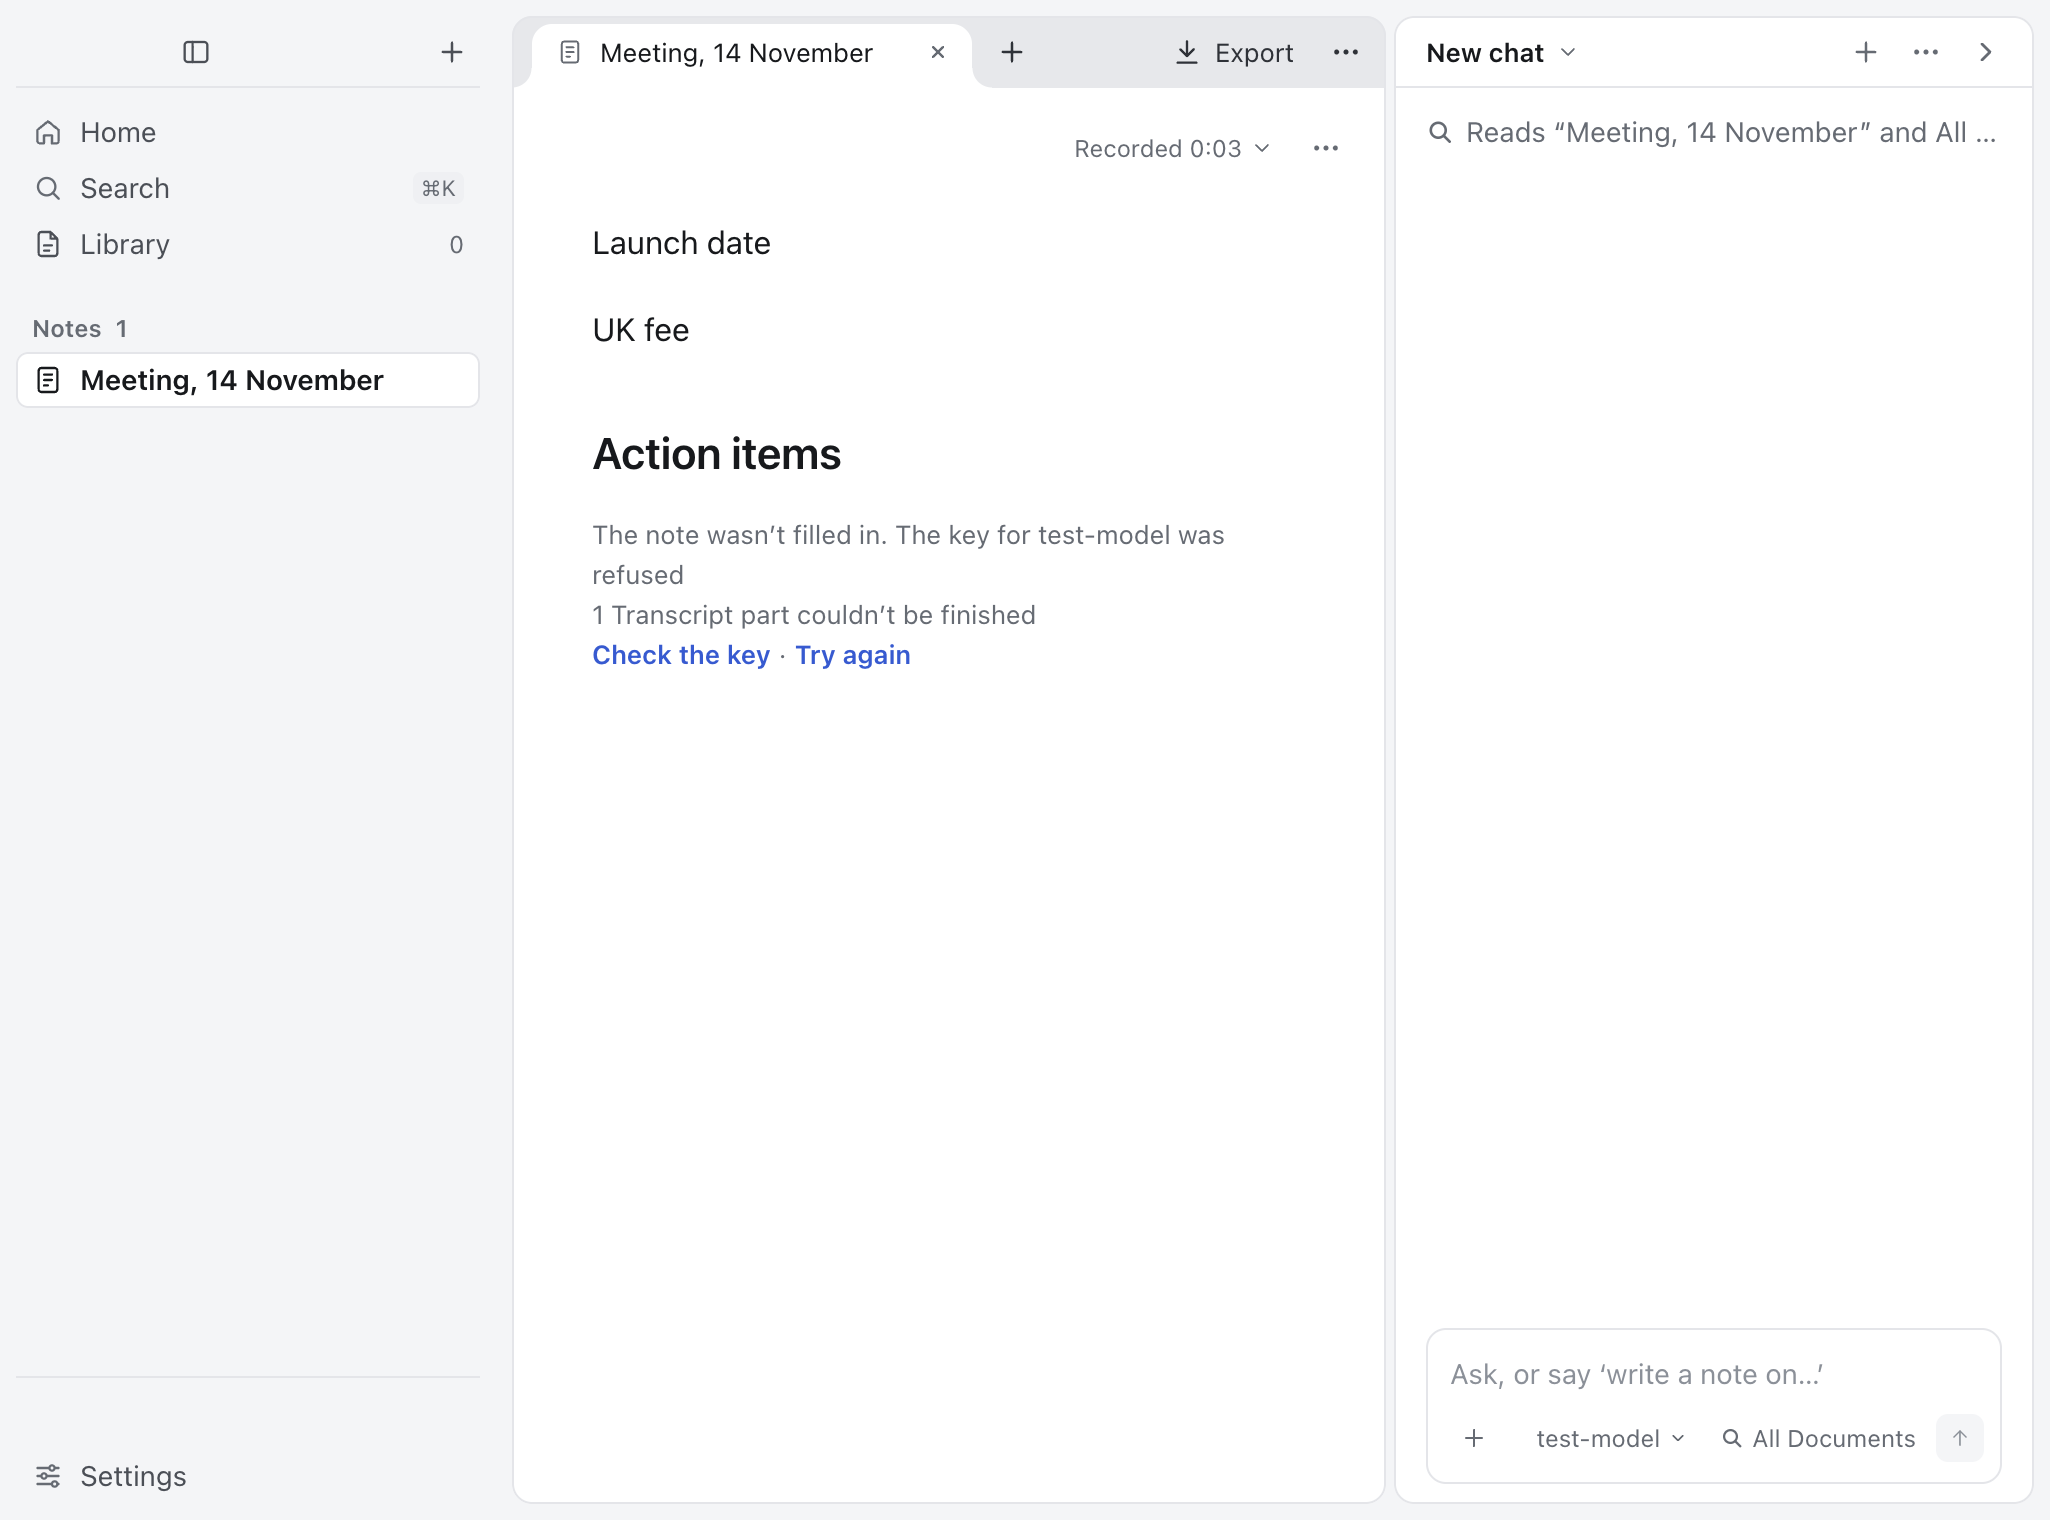 Home
Search ⌘K
Library 0
Notes 1
Meeting, 14 November
Settings
Meeting, 14 November
Export
Recorded 0:03
Launch date
UK fee
Action items
The note wasn’t filled in. The key for test-model was
refused
1 Transcript part couldn’t be finished
Check the key · Try again
New chat
Reads “Meeting, 14 November” and All ...
Ask, or say ‘write a note on...’
test-model
All Documents